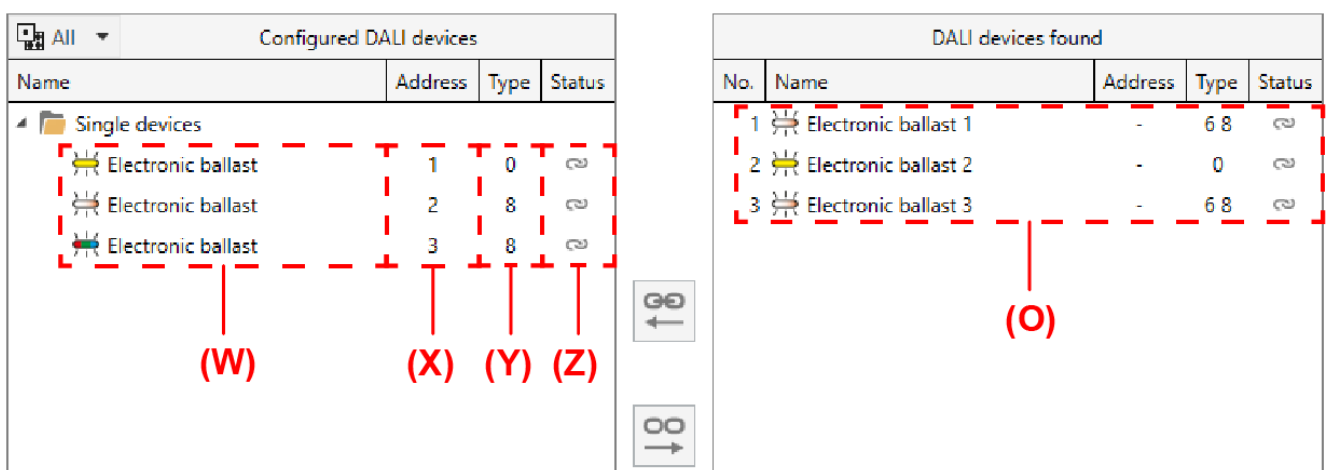 All Configured DALI devices
Name Address Type Status
Single devices
Electronic ballast 1 0
Electronic ballast 2 8
Electronic ballast 3 8
(W) (X) (Y) (Z)
DALI devices found
No. Name Address Type Status
1 Electronic ballast 1 - 6 8
2 Electronic ballast 2 - 0
3 Electronic ballast 3 - 6 8
(O)